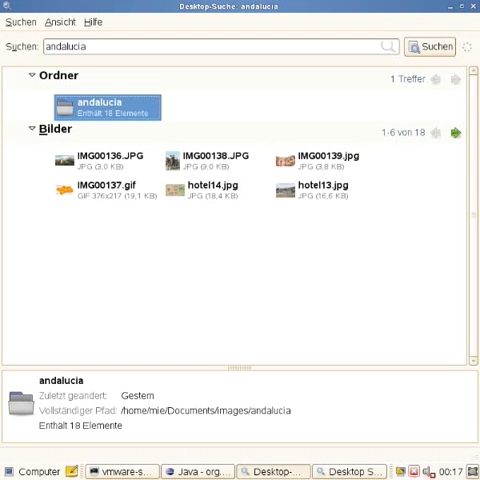 Desktop-Suche: andalucia
Suchen Ansicht Hilfe
Suchen: andalucia Suchen
Ordner 1 Treffer
andalucia
Enthält 18 Elemente
Bilder 1-6 von 18
IMG00136.JPG IMG00138.JPG IMG00139.jpg
JPG (3,0 KB) JPG (9,0 KB) JPG (3,8 KB)
IMG00137.gif hotel14.jpg hotel13.jpg
GIF 376x217 (19,1 KB) JPG (18,4 KB) JPG (16,6 KB)
andalucia
Zuletzt geändert: Gestern
Vollständiger Pfad: /home/mie/Documents/images/andalucia
Enthält 18 Elemente
Computer vmware-s... Java - org.... Desktop-... Desktop S... 00:17